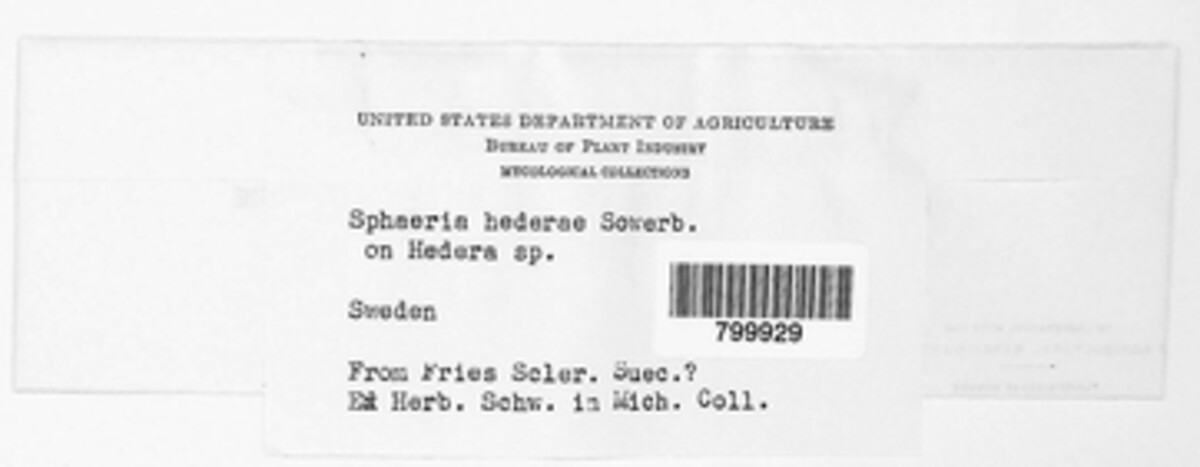 UNITED STATES DEPARTMENT OF AGRICULTURE
BUREAU OF PLANT INDUSTRY
MYCOLOGICAL COLLECTIONS
Sphaeria hederae Sowerb.
on Hedera sp.
Sweden
799929
From Fries Scler. Suec.?
Ex Herb. Schw. in Mich. Coll.